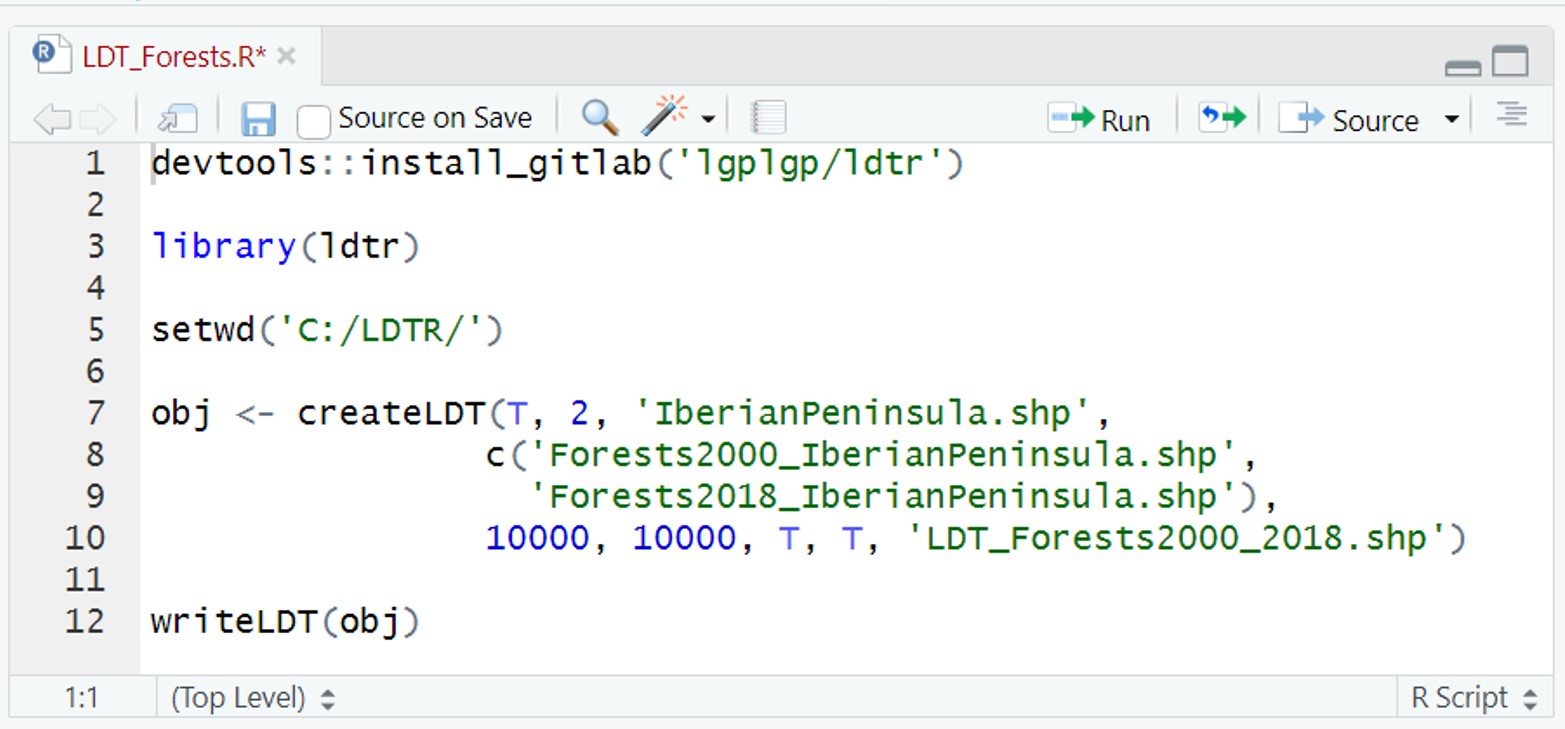 LDT_Forests.R*
Source on Save Run Source
1 devtools::install_gitlab('lgplgp/ldtr')
2
3 library(ldtr)
4
5 setwd('C:/LDTR/')
6
7 obj <- createLDT(T, 2, 'IberianPeninsula.shp',
8 c('Forests2000_IberianPeninsula.shp',
9 'Forests2018_IberianPeninsula.shp'),
10 10000, 10000, T, T, 'LDT_Forests2000_2018.shp')
11
12 writeLDT(obj)
1:1 (Top Level) R Script